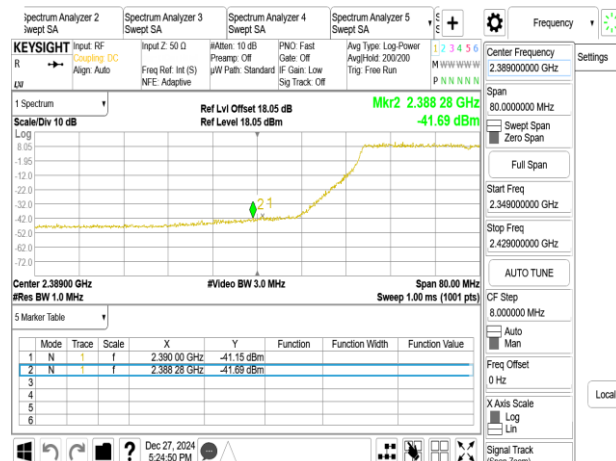 Spectrum Analyzer 2
Swept SA
Spectrum Analyzer 3
Swept SA
Spectrum Analyzer 4
Swept SA
Spectrum Analyzer 5
Swept SA
+
Frequency
KEYSIGHT
R
Input: RF
Coupling: DC
Align: Auto
Input Z: 50 Ω
Freq Ref: Int (S)
NFE: Adaptive
#Atten: 10 dB
Preamp: Off
µW Path: Standard
PNO: Fast
Gate: Off
IF Gain: Low
Sig Track: Off
Avg Type: Log-Power
Avg|Hold: 200/200
Trig: Free Run
1 2 3 4 5 6
M W W W W W
P N N N N N
1 Spectrum
Scale/Div 10 dB
Ref Lvl Offset 18.05 dB
Ref Level 18.05 dBm
Mkr2 2.388 28 GHz
-41.69 dBm
Log
8.05
-1.95
-12.0
-22.0
-32.0
-42.0
-52.0
-62.0
-72.0
2 1
Center 2.38900 GHz
#Res BW 1.0 MHz
#Video BW 3.0 MHz
Span 80.00 MHz
Sweep 1.00 ms (1001 pts)
5 Marker Table
Mode Trace Scale X Y Function Function Width Function Value
1 N 1 f 2.390 00 GHz -41.15 dBm
2 N 1 f 2.388 28 GHz -41.69 dBm
3
4
5
6
?
Dec 27, 2024
5:24:50 PM
Center Frequency
2.389000000 GHz
Settings
Span
80.0000000 MHz
Swept Span
Zero Span
Full Span
Start Freq
2.349000000 GHz
Stop Freq
2.429000000 GHz
AUTO TUNE
CF Step
8.000000 MHz
Auto
Man
Freq Offset
0 Hz
X Axis Scale
Log
Lin
Local
Signal Track
(Span Zoom)